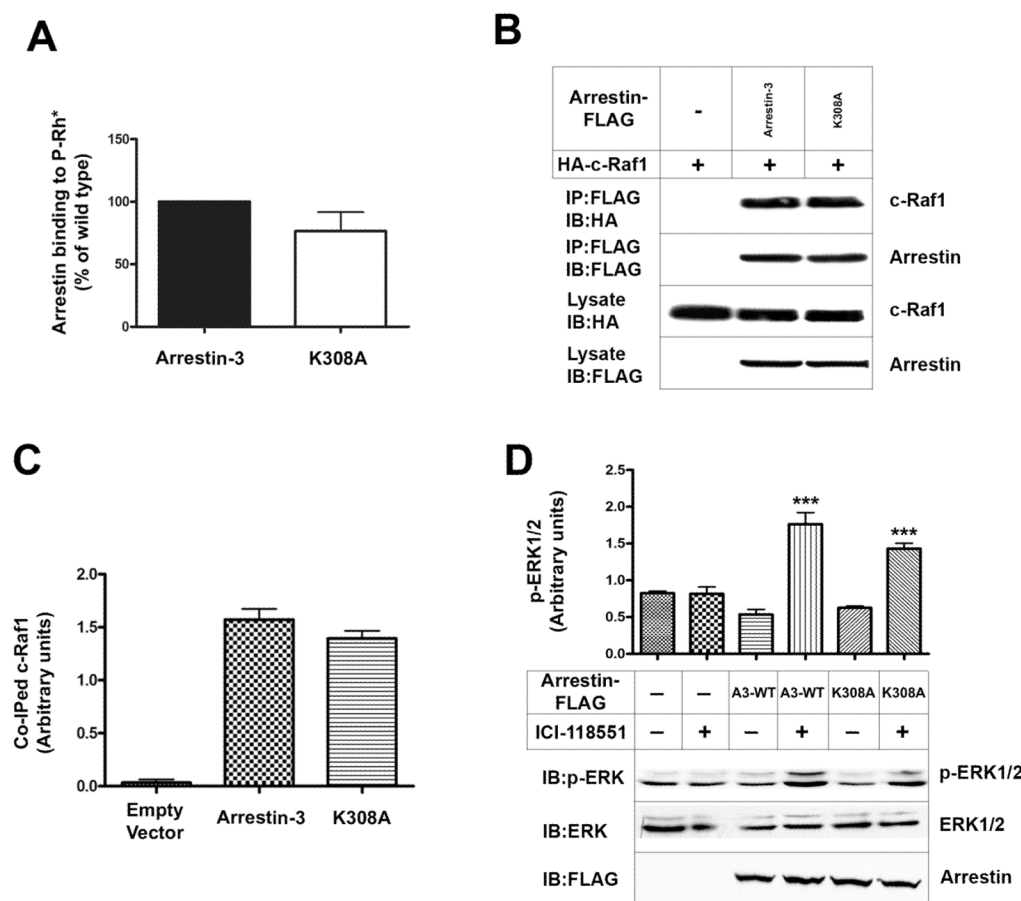 A
Arrestin binding to P-Rh*
(% of wild type)
150
100
50
0
Arrestin-3
K308A
B
Arrestin-
FLAG
-
Arrestin-3
K308A
HA-c-Raf1
+
+
+
IP:FLAG
IB:HA
c-Raf1
IP:FLAG
IB:FLAG
Arrestin
Lysate
IB:HA
c-Raf1
Lysate
IB:FLAG
Arrestin
C
Co-IPed c-Raf1
(Arbitrary units)
2.0
1.5
1.0
0.5
0.0
Empty
Vector
Arrestin-3
K308A
D
p-ERK1/2
(Arbitrary units)
2.5
2.0
1.5
1.0
0.5
0.0
***
***
Arrestin-
FLAG
–
–
A3-WT
A3-WT
K308A
K308A
ICI-118551
–
+
–
+
–
+
IB:p-ERK
p-ERK1/2
IB:ERK
ERK1/2
IB:FLAG
Arrestin